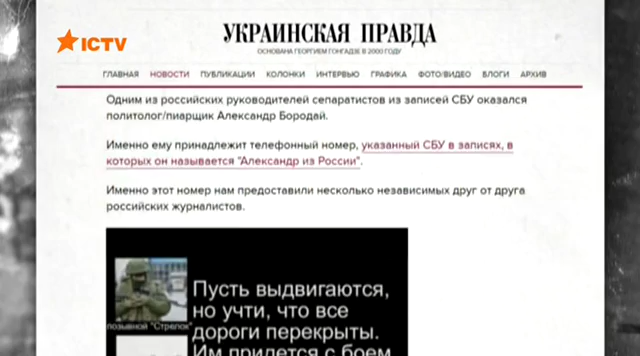 ICTV
УКРАИНСКАЯ ПРАВДА
ОСНОВАНА ГЕОРГИЕМ ГОНГАДЗЕ В 2000 ГОДУ
ГЛАВНАЯ НОВОСТИ ПУБЛИКАЦИИ КОЛОНКИ ИНТЕРВЬЮ ГРАФИКА ФОТО/ВИДЕО БЛОГИ АРХИВ
Одним из российских руководителей сепаратистов из записей СБУ оказался
политолог/пиарщик Александр Бородай.
Именно ему принадлежит телефонный номер, указанный СБУ в записях, в
которых он называется "Александр из России".
Именно этот номер нам предоставили несколько независимых друг от друга
российских журналистов.
позывной "Стрелок"
Пусть выдвигаются,
но учти, что все
дороги перекрыты.
Им придется с боем